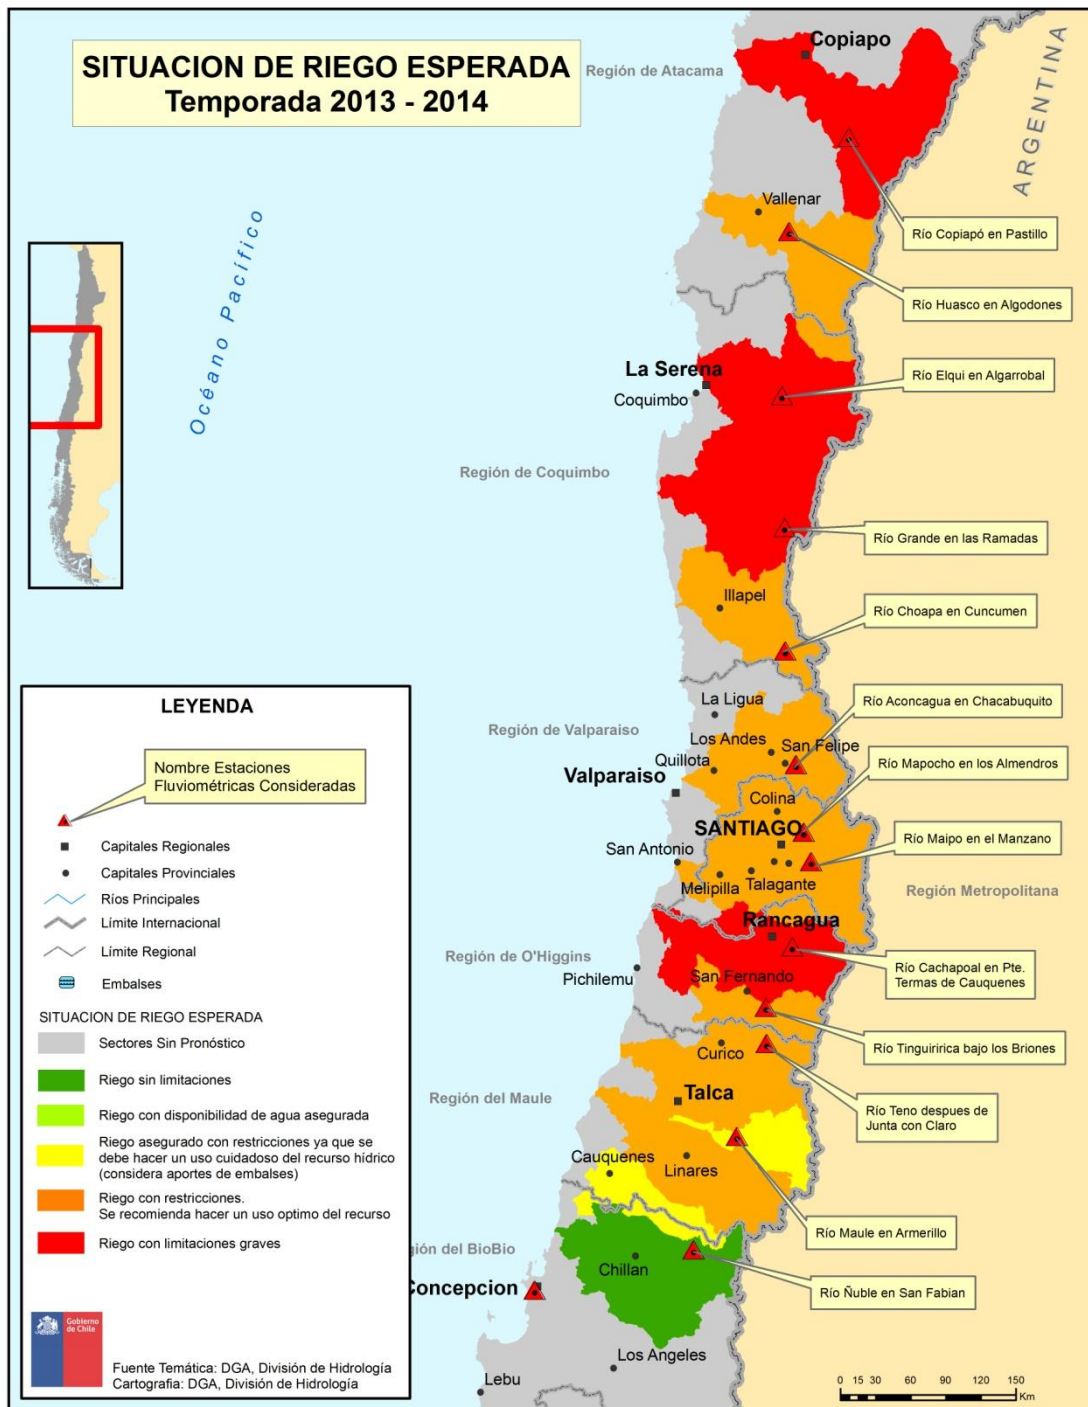 SITUACION DE RIEGO ESPERADA
Temporada 2013 - 2014
Copiapo
Región de Atacama
ARGENTINA
Vallenar
Río Copiapó en Pastillo
Océano Pacífico
Río Huasco en Algodones
La Serena
Coquimbo
Río Elqui en Algarrobal
Región de Coquimbo
Río Grande en las Ramadas
Illapel
Río Choapa en Cuncumen
La Ligua
Río Aconcagua en Chacabuquito
Región de Valparaiso
Los Andes
San Felipe
Quillota
Río Mapocho en los Almendros
Valparaiso
Colina
SANTIAGO
Río Maipo en el Manzano
San Antonio
Melipilla
Talagante
Región Metropolitana
Rancagua
Región de O'Higgins
Río Cachapoal en Pte.
Termas de Cauquenes
Pichilemu
San Fernando
Río Tinguiririca bajo los Briones
Curico
Región del Maule
Talca
Río Teno despues de
Junta con Claro
Cauquenes
Linares
Río Maule en Armerillo
gión del BioBio
Chillan
Concepcion
Río Ñuble en San Fabian
Los Angeles
Lebu
LEYENDA
Nombre Estaciones
Fluviométricas Consideradas
Capitales Regionales
Capitales Provinciales
Ríos Principales
Límite Internacional
Límite Regional
Embalses
SITUACION DE RIEGO ESPERADA
Sectores Sin Pronóstico
Riego sin limitaciones
Riego con disponibilidad de agua asegurada
Riego asegurado con restricciones ya que se
debe hacer un uso cuidadoso del recurso hídrico
(considera aportes de embalses)
Riego con restricciones.
Se recomienda hacer un uso optimo del recurso
Riego con limitaciones graves
Gobierno
de Chile
Fuente Temática: DGA, División de Hidrología
Cartografia: DGA, División de Hidrología
0 15 30 60 90 120 150
Km